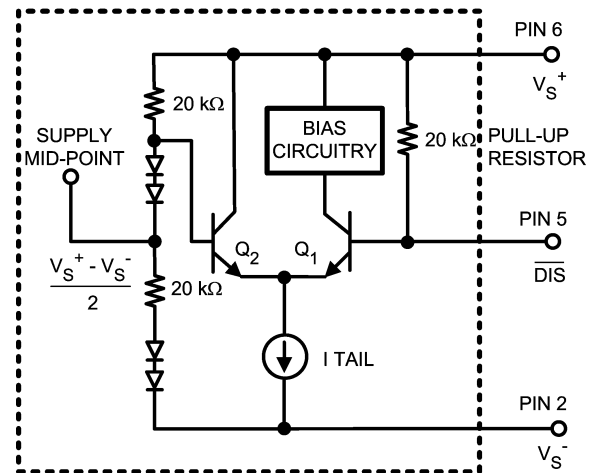 PIN 6
V_S^+
20 kΩ
BIAS
CIRCUITRY
20 kΩ
PULL-UP
RESISTOR
SUPPLY
MID-POINT
PIN 5
Q_2
Q_1
DIS
V_S^+ - V_S^-
2
20 kΩ
I TAIL
PIN 2
V_S^-